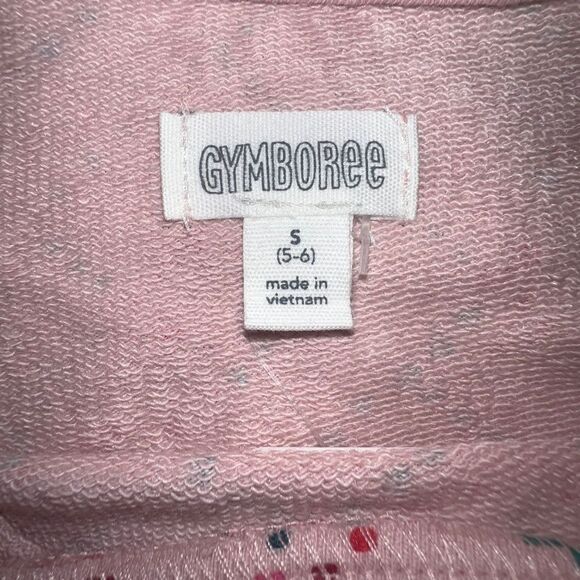 GYMBOREE
S
(5-6)
made in
vietnam